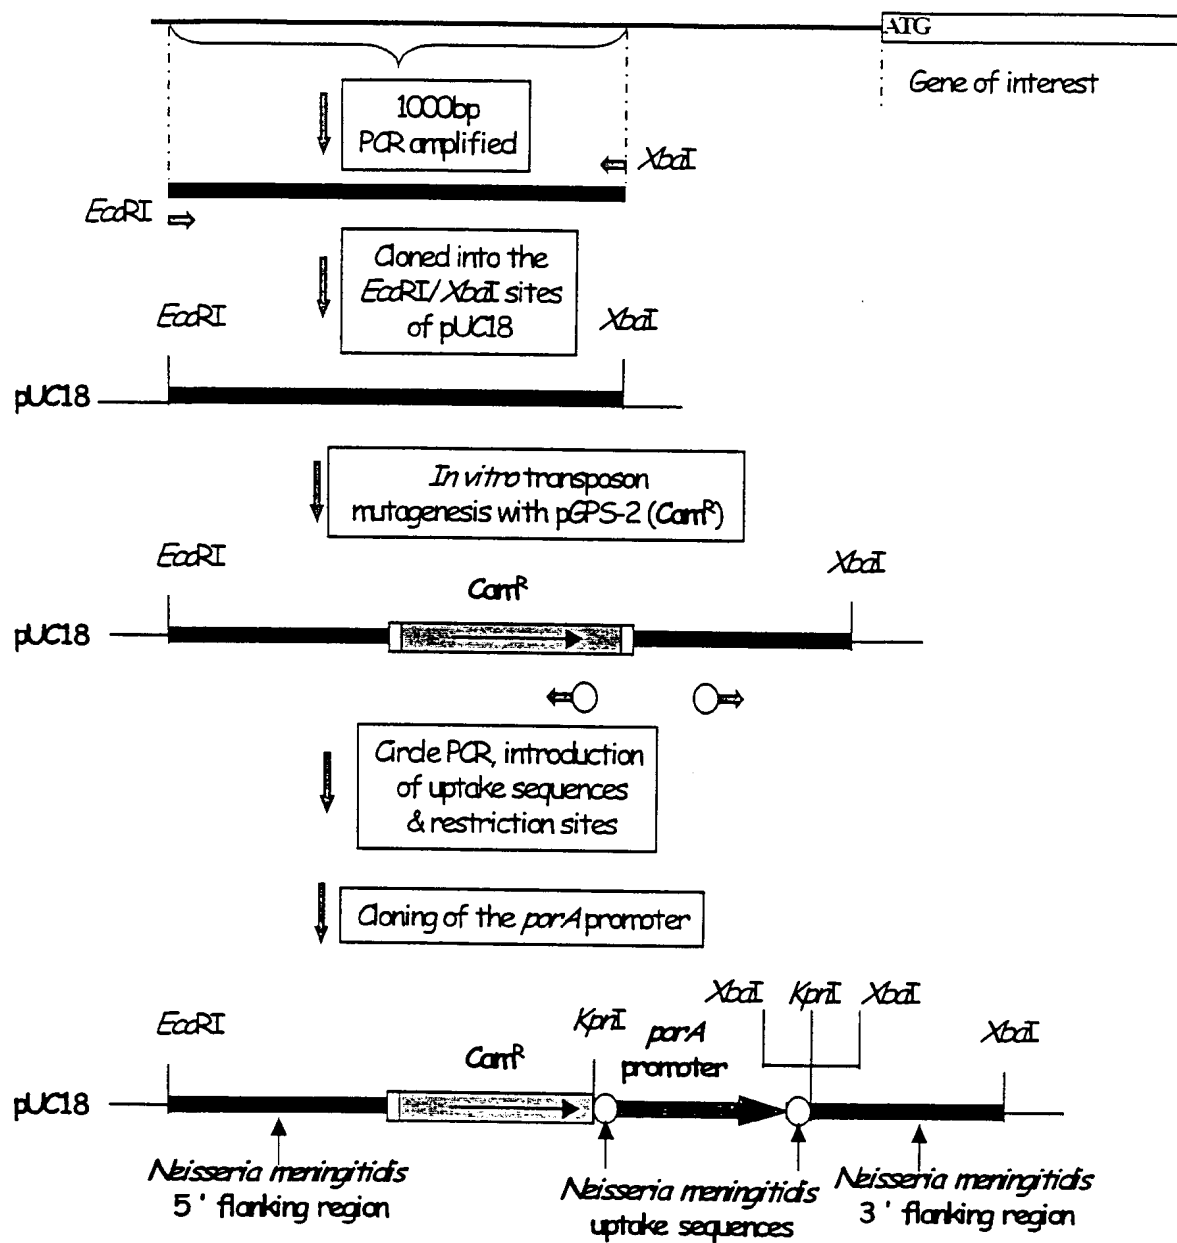 ATG
Gene of interest
1000bp
PCR amplified
XbaI
EcoRI
Cloned into the
EcoRI/XbaI sites
of pUC18
EcoRI
XbaI
pUC18
In vitro transposon
mutagenesis with pGPS-2 (CamR)
EcoRI
XbaI
CamR
pUC18
Circle PCR, introduction
of uptake sequences
& restriction sites
Cloning of the porA promoter
XbaI KpnI XbaI
EcoRI
KpnI
porA
promoter
XbaI
CamR
pUC18
Neisseria meningitidis
5' flanking region
Neisseria meningitidis
uptake sequences
Neisseria meningitidis
3' flanking region